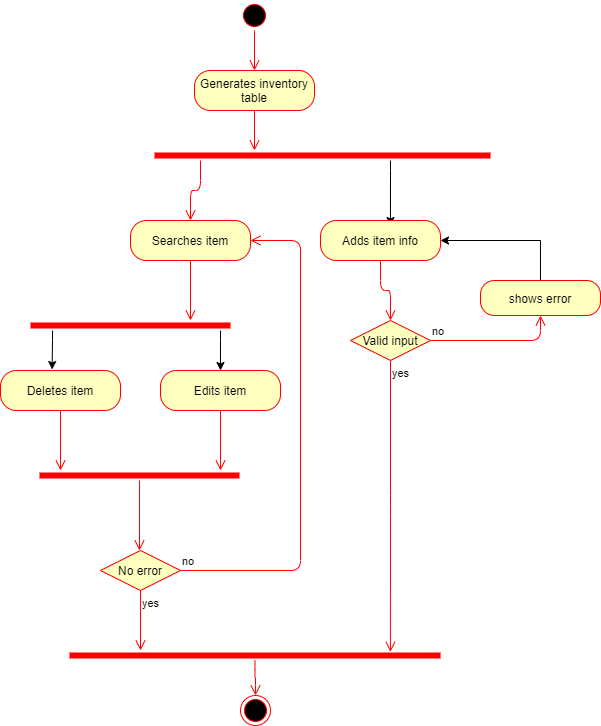 Generates inventory
table
Searches item
Adds item info
shows error
Valid input
no
yes
Deletes item
Edits item
No error
no
yes